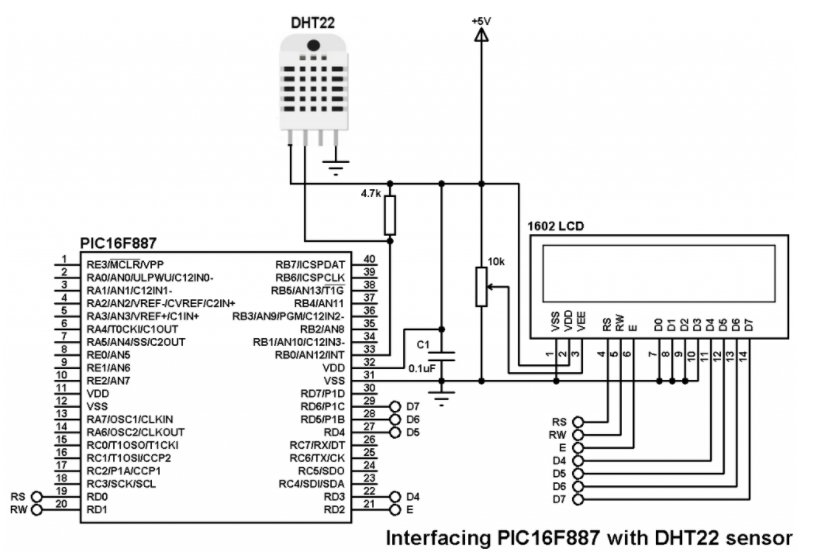 DHT22
+5V
4.7k
PIC16F887
1602 LCD
10k
1 RE3/MCLR/VPP RB7/ICSPDAT 40
2 RA0/AN0/ULPWU/C12IN0- RB6/ICSPCLK 39
3 RA1/AN1/C12IN1- RB5/AN13/T1G 38
4 RA2/AN2/VREF-/CVREF/C2IN+ RB4/AN11 37
5 RA3/AN3/VREF+/C1IN+ RB3/AN9/PGM/C12IN2- 36
6 RA4/T0CKI/C1OUT RB2/AN8 35
7 RA5/AN4/SS/C2OUT RB1/AN10/C12IN3- 34
8 RE0/AN5 RB0/AN12/INT 33
9 RE1/AN6 VDD 32
10 RE2/AN7 VSS 31
11 VDD RD7/P1D 30
12 VSS RD6/P1C 29 D7
13 RA7/OSC1/CLKIN RD5/P1B 28 D6
14 RA6/OSC2/CLKOUT RD4 27 D5
15 RC0/T1OSO/T1CKI RC7/RX/DT 26
16 RC1/T1OSI/CCP2 RC6/TX/CK 25
17 RC2/P1A/CCP1 RC5/SDO 24
18 RC3/SCK/SCL RC4/SDI/SDA 23
RS 19 RD0 RD3 22 D4
RW 20 RD1 RD2 21 E
C1
0.1uF
VSS VDD VEE RS RW E D0 D1 D2 D3 D4 D5 D6 D7
1 2 3 4 5 6 7 8 9 10 11 12 13 14
RS
RW
E
D4
D5
D6
D7
Interfacing PIC16F887 with DHT22 sensor